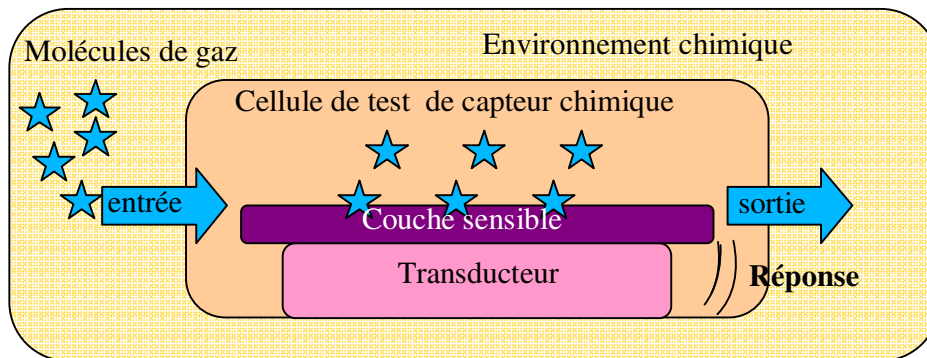 Environnement chimique
Molécules de gaz
Cellule de test de capteur chimique
entrée
sortie
Couche sensible
Transducteur
Réponse